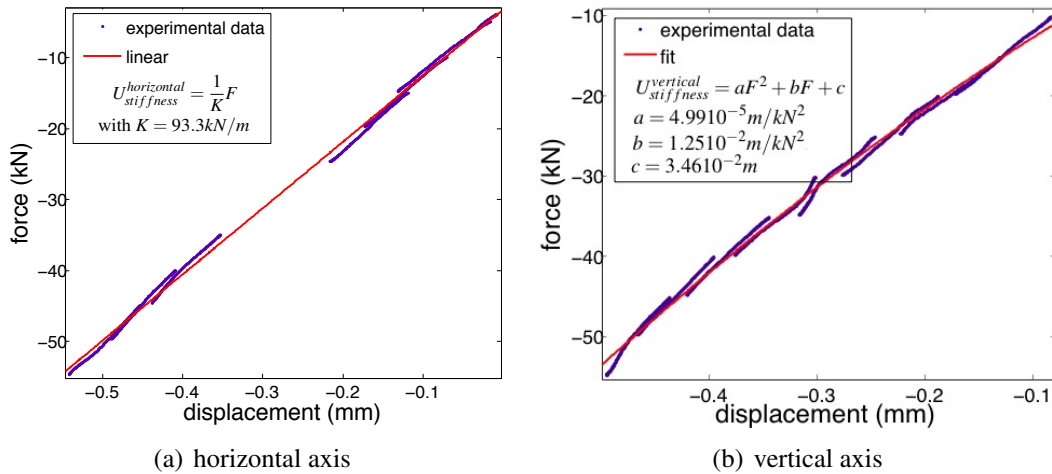 experimental data
linear
U^{horizontal}_{stiffness} = \frac{1}{K}F
with K = 93.3kN/m
−10
−20
−30
−40
−50
force (kN)
−0.5 −0.4 −0.3 −0.2 −0.1
displacement (mm)
(a) horizontal axis
experimental data
fit
U^{vertical}_{stiffness} = aF^2 + bF + c
a = 4.9910^{−5}m/kN^2
b = 1.2510^{−2}m/kN^2
c = 3.4610^{−2}m
−10
−20
−30
−40
−50
force (kN)
−0.4 −0.3 −0.2 −0.1
displacement (mm)
(b) vertical axis